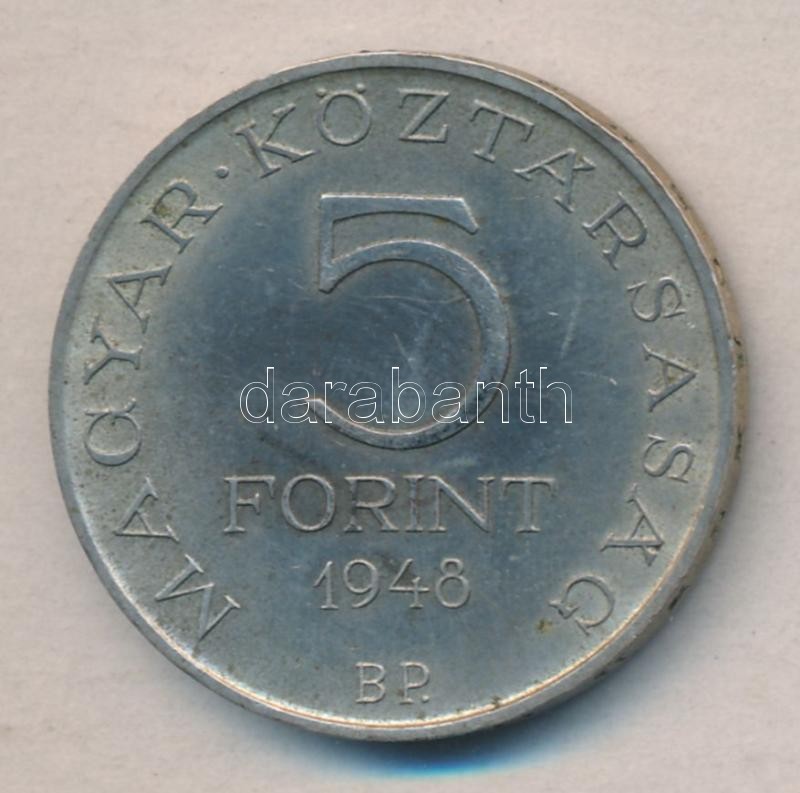 MAGYAR · KÖZTÁRSASÁG
5
darabanth
FORINT
1948
BP.